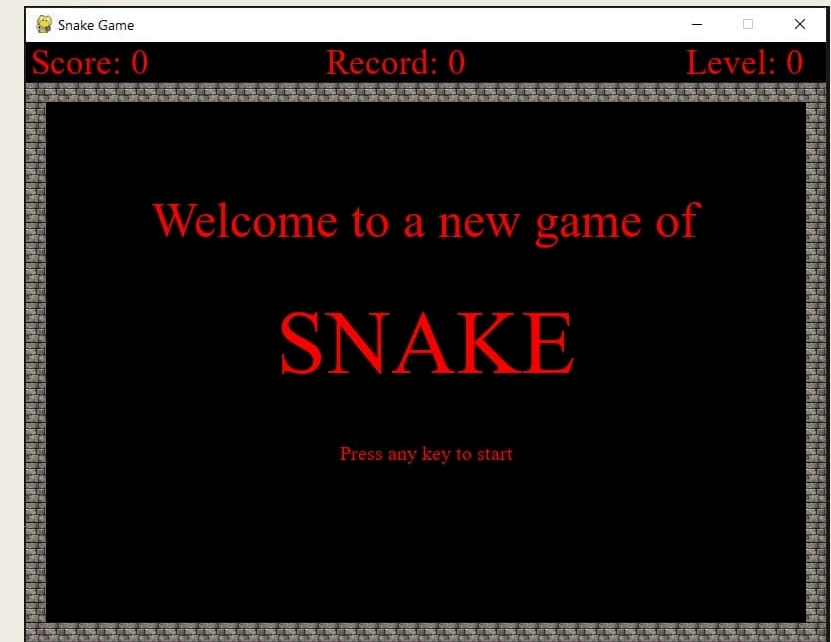 Snake Game
Score: 0 Record: 0 Level: 0
Welcome to a new game of
SNAKE
Press any key to start